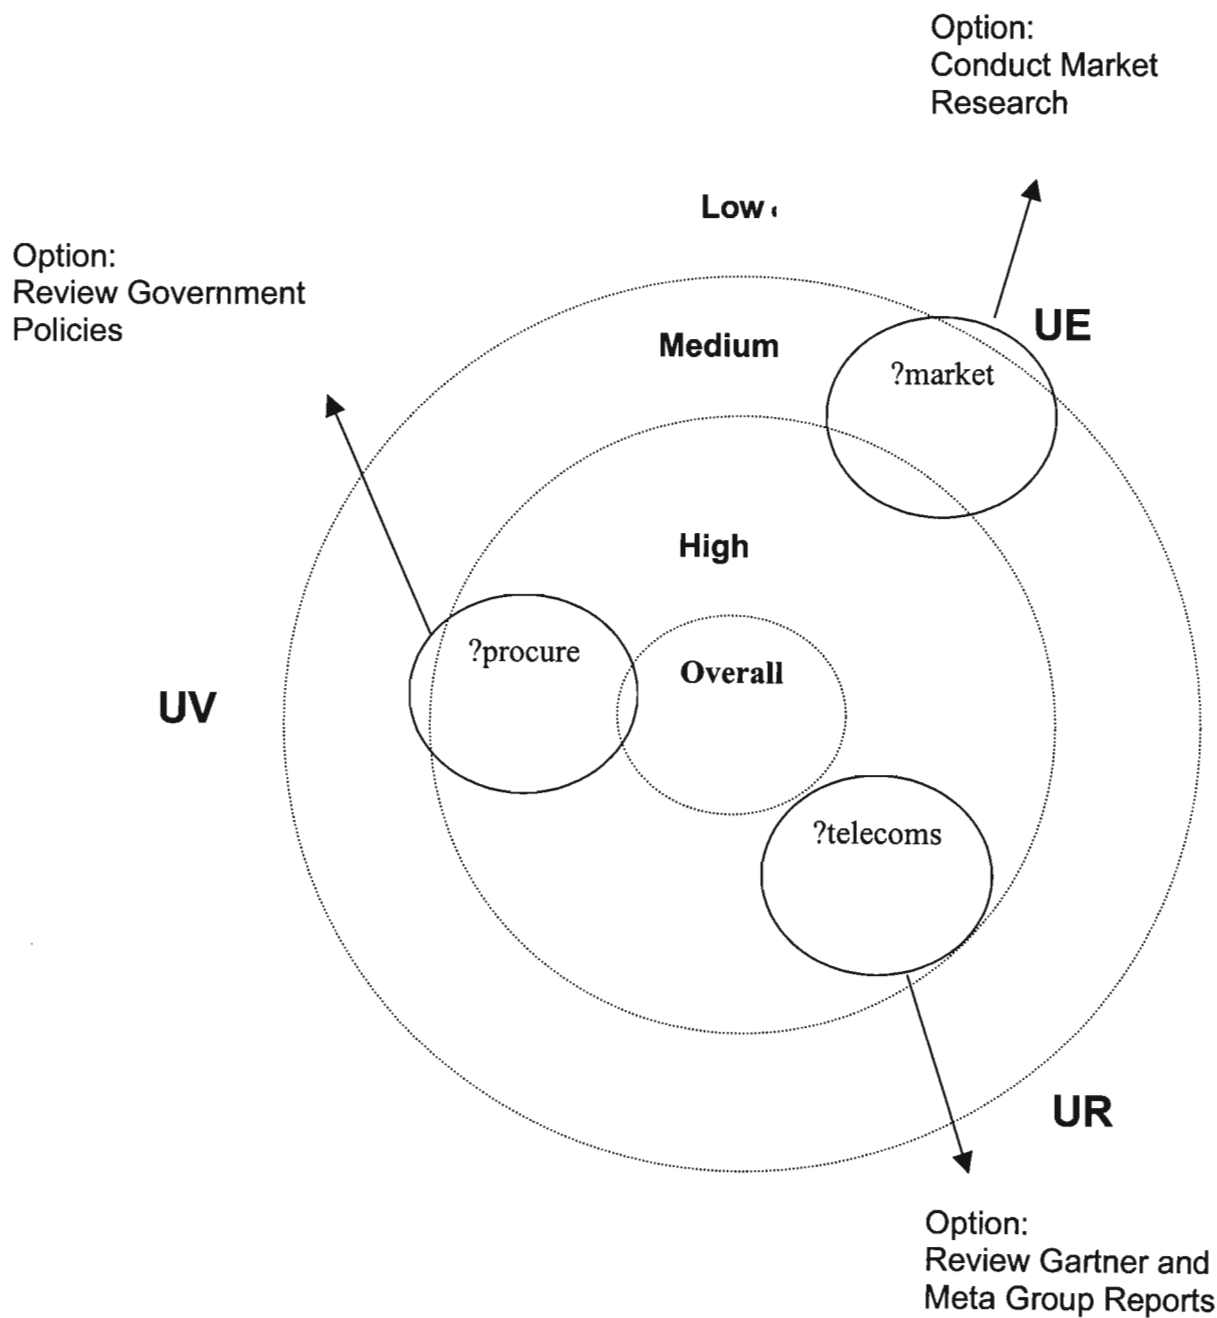 Option:
Conduct Market
Research
Low
Option:
Review Government
Policies
UE
Medium
?market
High
?procure
Overall
UV
?telecoms
UR
Option:
Review Gartner and
Meta Group Reports